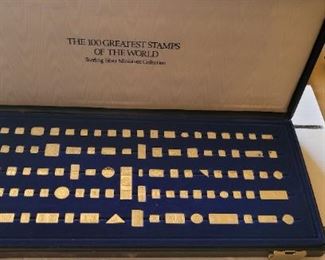 THE 100 GREATEST STAMPS
OF THE WORLD
Sterling Silver Miniature Collection